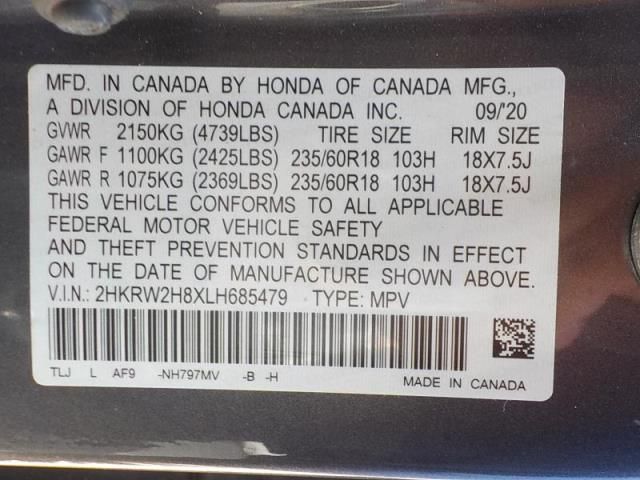 MFD. IN CANADA BY HONDA OF CANADA MFG.,
A DIVISION OF HONDA CANADA INC. 09/'20
GVWR 2150KG (4739LBS) TIRE SIZE RIM SIZE
GAWR F 1100KG (2425LBS) 235/60R18 103H 18X7.5J
GAWR R 1075KG (2369LBS) 235/60R18 103H 18X7.5J
THIS VEHICLE CONFORMS TO ALL APPLICABLE
FEDERAL MOTOR VEHICLE SAFETY
AND THEFT PREVENTION STANDARDS IN EFFECT
ON THE DATE OF MANUFACTURE SHOWN ABOVE.
V.I.N.: 2HKRW2H8XLH685479 TYPE: MPV
TLJ L AF9 -NH797MV -B -H
MADE IN CANADA